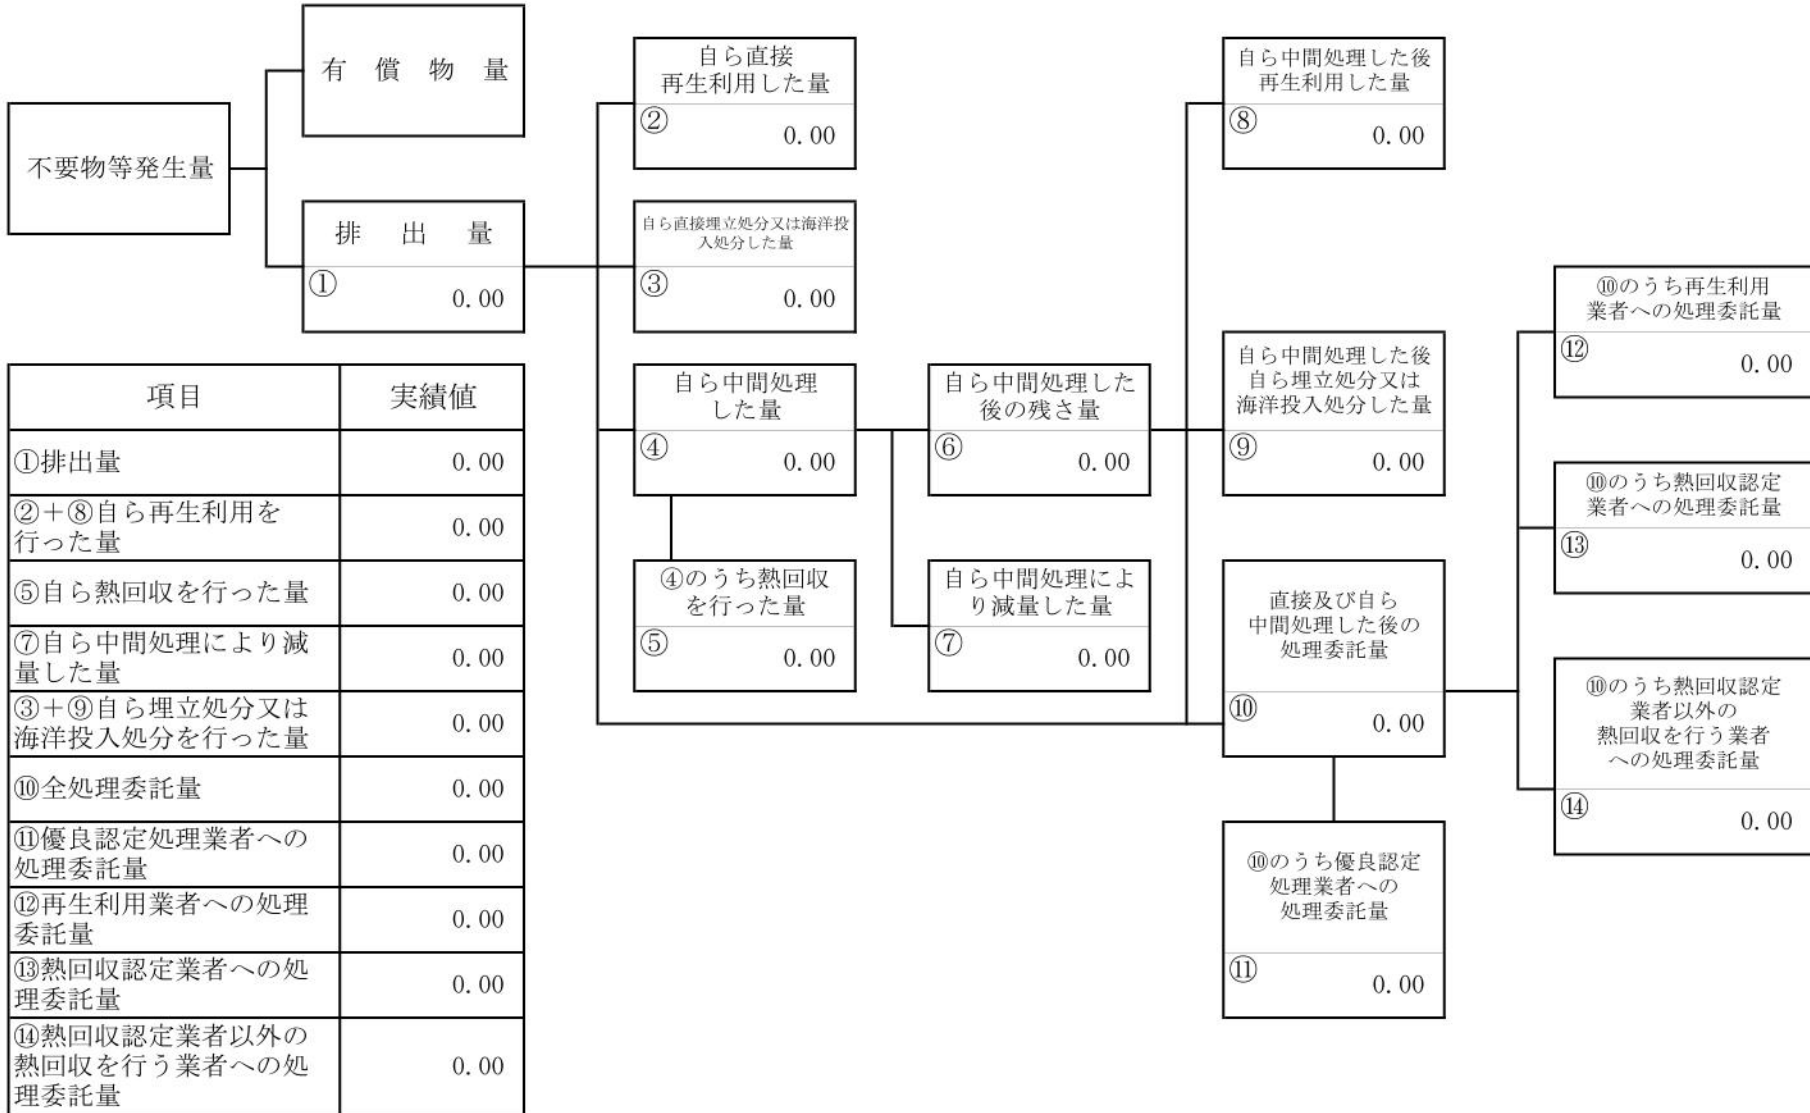 不要物等発生量
有償物量
排出量
①
0.00
自ら直接
再生利用した量
②
0.00
自ら直接埋立処分又は海洋投
入処分した量
③
0.00
自ら中間処理
した量
④
0.00
④のうち熱回収
を行った量
⑤
0.00
自ら中間処理した
後の残さ量
⑥
0.00
自ら中間処理によ
り減量した量
⑦
0.00
自ら中間処理した後
再生利用した量
⑧
0.00
自ら中間処理した後
自ら埋立処分又は
海洋投入処分した量
⑨
0.00
直接及び自ら
中間処理した後の
処理委託量
⑩
0.00
⑩のうち優良認定
処理業者への
処理委託量
⑪
0.00
⑩のうち再生利用
業者への処理委託量
⑫
0.00
⑩のうち熱回収認定
業者への処理委託量
⑬
0.00
⑩のうち熱回収認定
業者以外の
熱回収を行う業者
への処理委託量
⑭
0.00
項目 実績値
①排出量 0.00
②＋⑧自ら再生利用を
行った量 0.00
⑤自ら熱回収を行った量 0.00
⑦自ら中間処理により減
量した量 0.00
③＋⑨自ら埋立処分又は
海洋投入処分を行った量 0.00
⑩全処理委託量 0.00
⑪優良認定処理業者への
処理委託量 0.00
⑫再生利用業者への処理
委託量 0.00
⑬熱回収認定業者への処
理委託量 0.00
⑭熱回収認定業者以外の
熱回収を行う業者への処 0.00
理委託量